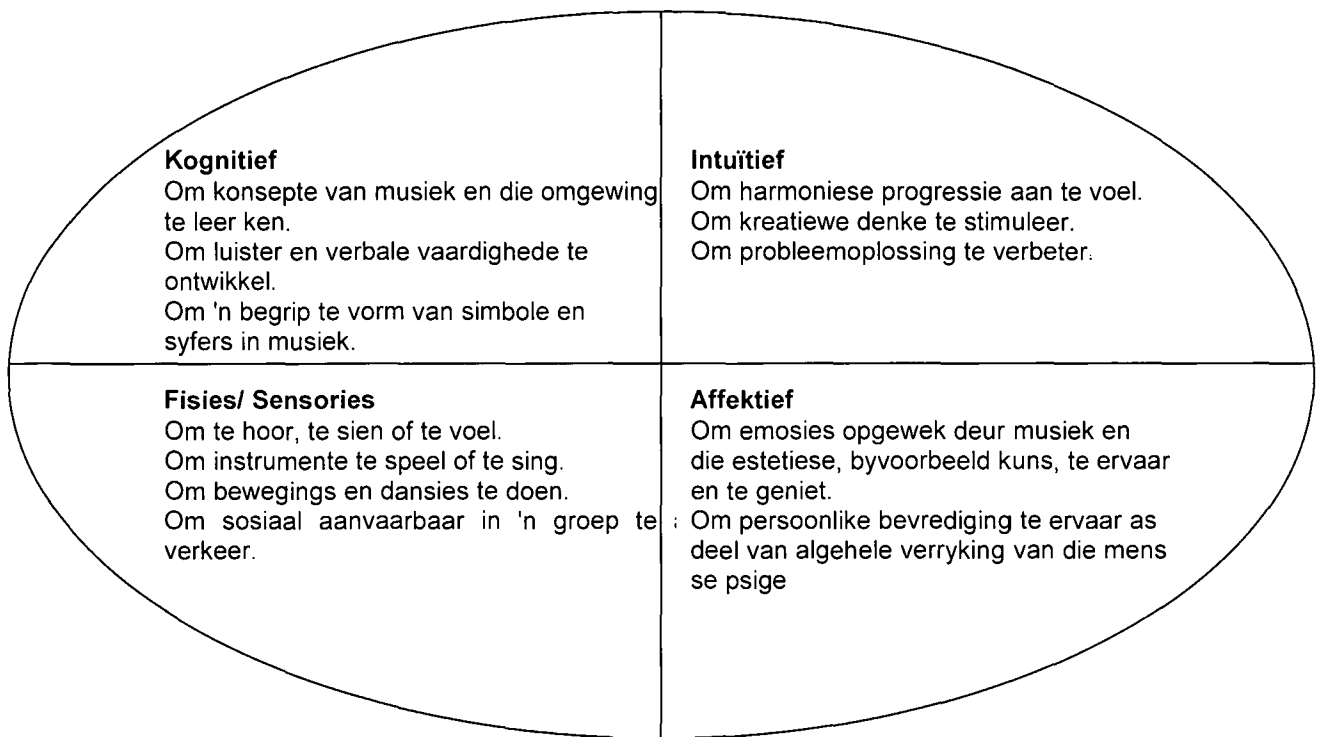 Kognitief
Om konsepte van musiek en die omgewing
te leer ken.
Om luister en verbale vaardighede te
ontwikkel.
Om 'n begrip te vorm van simbole en
syfers in musiek.
Intuïtief
Om harmoniese progressie aan te voel.
Om kreatiewe denke te stimuleer.
Om probleemoplossing te verbeter.
Fisies/ Sensories
Om te hoor, te sien of te voel.
Om instrumente te speel of te sing.
Om bewegings en dansies te doen.
Om sosiaal aanvaarbaar in 'n groep te
verkeer.
Affektief
Om emosies opgewek deur musiek en
die estetiese, byvoorbeeld kuns, te ervaar
en te geniet.
Om persoonlike bevrediging te ervaar as
deel van algehele verryking van die mens
se psige